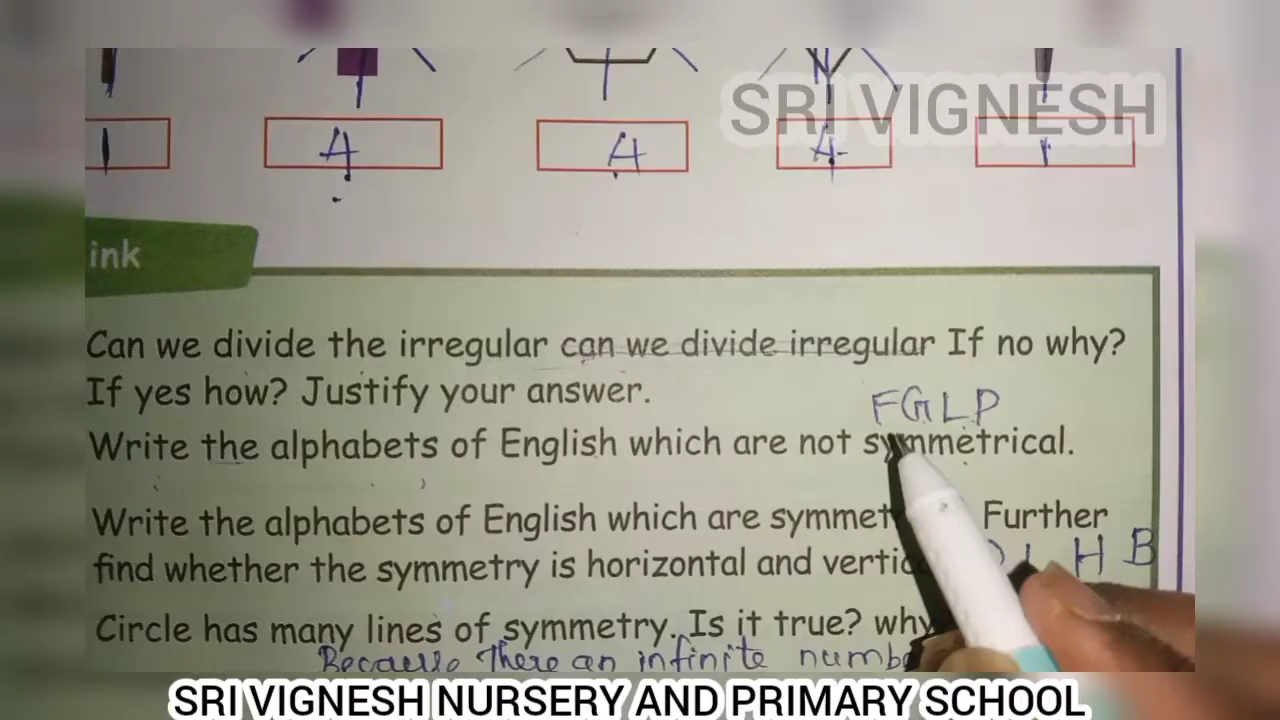 SRI VIGNESH
1 4 4 4 1
ink
Can we divide the irregular can we divide irregular If no why?
If yes how? Justify your answer.
FGLP
Write the alphabets of English which are not symmetrical.
Write the alphabets of English which are Further
find whether the symmetry is horizontal and H B
Circle has many lines of symmetry. Is it true? why
Because There an infinite
SRI VIGNESH NURSERY AND PRIMARY SCHOOL